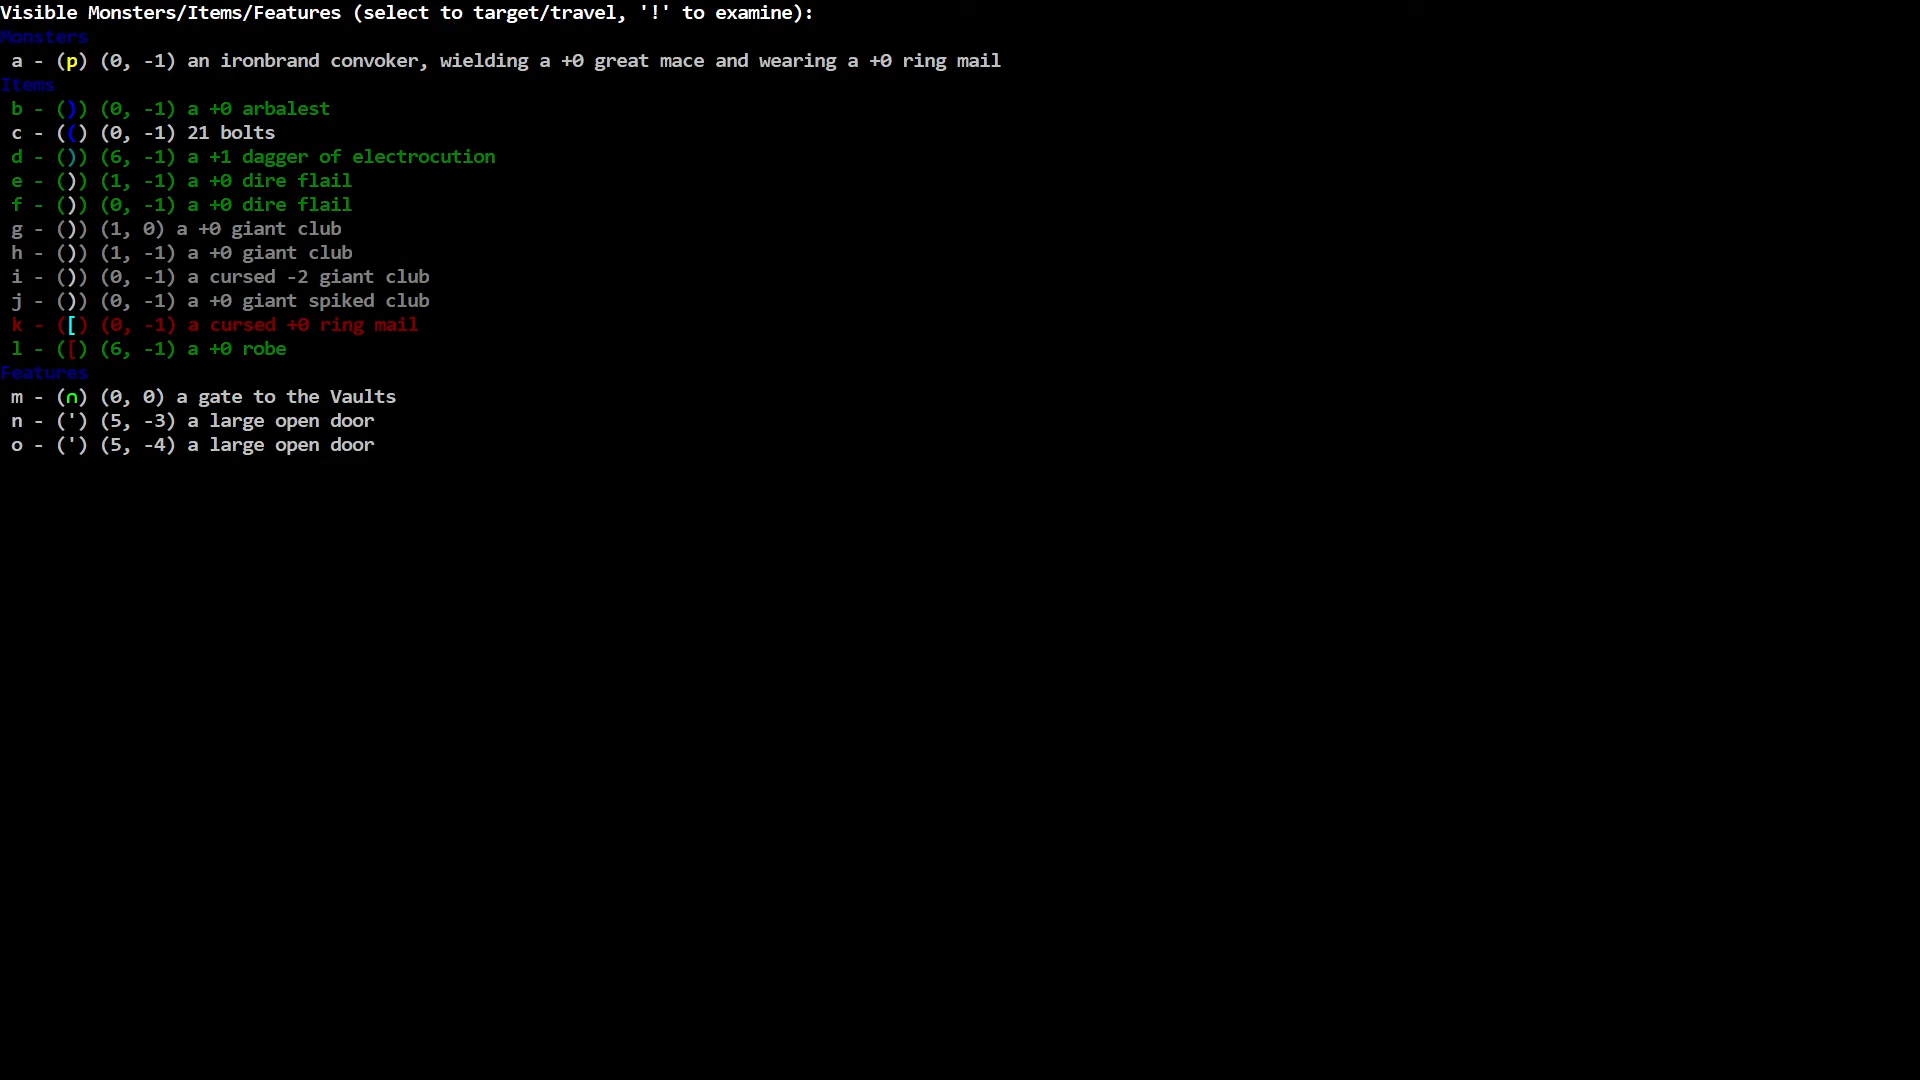 Visible Monsters/Items/Features (select to target/travel, '!' to examine):
Monsters
a - (p) (0, -1) an ironbrand convoker, wielding a +0 great mace and wearing a +0 ring mail
Items
b - ()) (0, -1) a +0 arbalest
c - (() (0, -1) 21 bolts
d - ()) (6, -1) a +1 dagger of electrocution
e - ()) (1, -1) a +0 dire flail
f - ()) (0, -1) a +0 dire flail
g - ()) (1, 0) a +0 giant club
h - ()) (1, -1) a +0 giant club
i - ()) (0, -1) a cursed -2 giant club
j - ()) (0, -1) a +0 giant spiked club
k - ([) (0, -1) a cursed +0 ring mail
l - ([) (6, -1) a +0 robe
Features
m - (∩) (0, 0) a gate to the Vaults
n - (') (5, -3) a large open door
o - (') (5, -4) a large open door